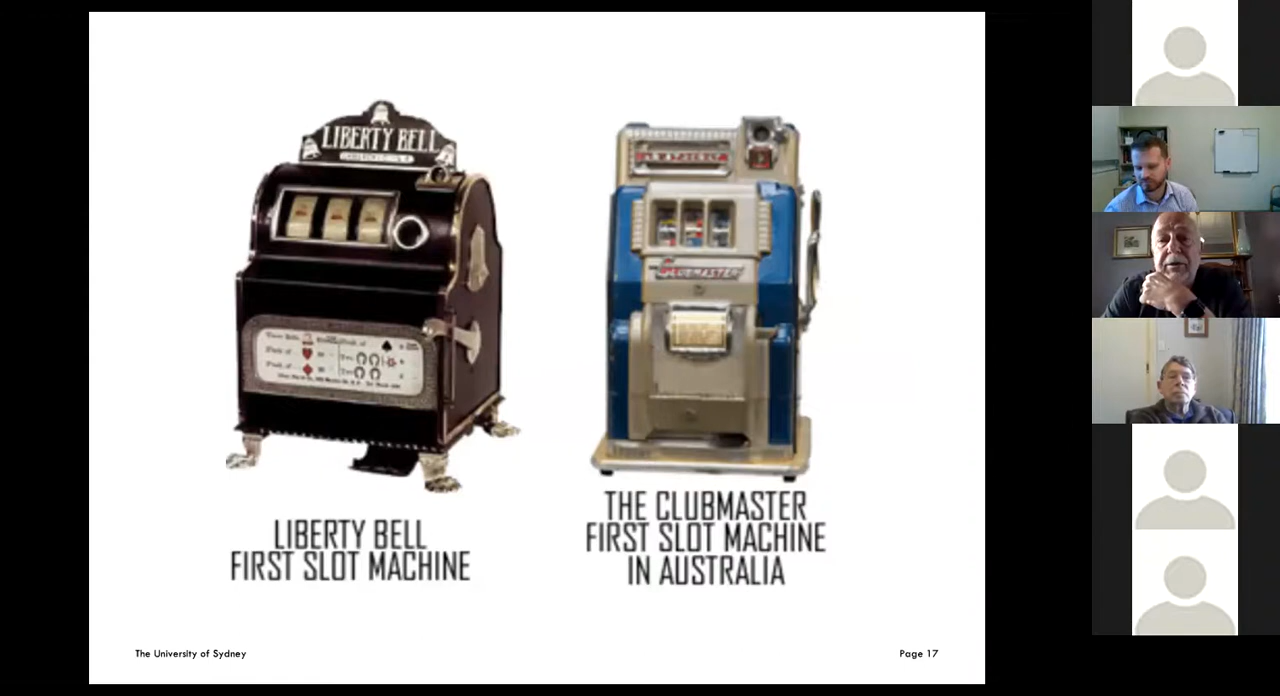 LIBERTY BELL
CLUBMASTER
LIBERTY BELL
FIRST SLOT MACHINE
THE CLUBMASTER
FIRST SLOT MACHINE
IN AUSTRALIA
The University of Sydney
Page 17